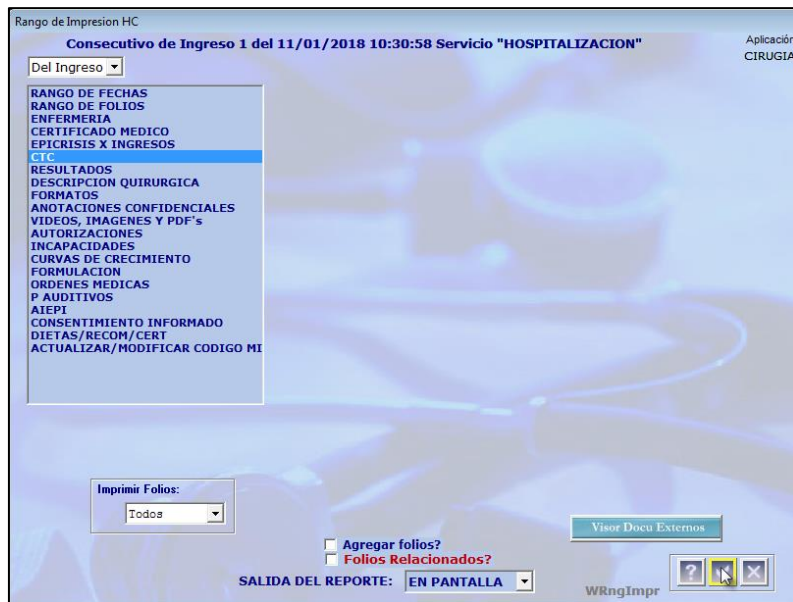 Rango de Impresion HC
Consecutivo de Ingreso 1 del 11/01/2018 10:30:58 Servicio "HOSPITALIZACION"
Aplicación
CIRUGIA
Del Ingreso
RANGO DE FECHAS
RANGO DE FOLIOS
ENFERMERIA
CERTIFICADO MEDICO
EPICRISIS X INGRESOS
CTC
RESULTADOS
DESCRIPCION QUIRURGICA
FORMATOS
ANOTACIONES CONFIDENCIALES
VIDEOS, IMAGENES Y PDF's
AUTORIZACIONES
INCAPACIDADES
CURVAS DE CRECIMIENTO
FORMULACION
ORDENES MEDICAS
P AUDITIVOS
AIEPI
CONSENTIMIENTO INFORMADO
DIETAS/RECOM/CERT
ACTUALIZAR/MODIFICAR CODIGO MI
Imprimir Folios:
Todos
Visor Docu Externos
Agregar folios?
Folios Relacionados?
SALIDA DEL REPORTE: EN PANTALLA
WRngImpr
?